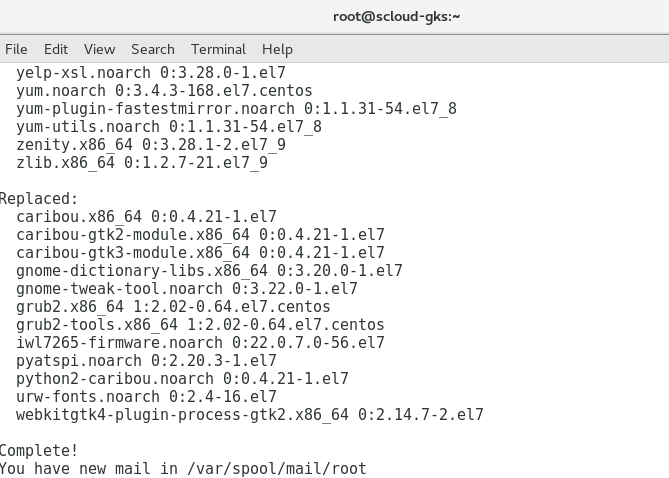 root@scloud-gks:~
File Edit View Search Terminal Help
yelp-xsl.noarch 0:3.28.0-1.el7
yum.noarch 0:3.4.3-168.el7.centos
yum-plugin-fastestmirror.noarch 0:1.1.31-54.el7_8
yum-utils.noarch 0:1.1.31-54.el7_8
zenity.x86_64 0:3.28.1-2.el7_9
zlib.x86_64 0:1.2.7-21.el7_9
Replaced:
caribou.x86_64 0:0.4.21-1.el7
caribou-gtk2-module.x86_64 0:0.4.21-1.el7
caribou-gtk3-module.x86_64 0:0.4.21-1.el7
gnome-dictionary-libs.x86_64 0:3.20.0-1.el7
gnome-tweak-tool.noarch 0:3.22.0-1.el7
grub2.x86_64 1:2.02-0.64.el7.centos
grub2-tools.x86_64 1:2.02-0.64.el7.centos
iwl7265-firmware.noarch 0:22.0.7.0-56.el7
pyatspi.noarch 0:2.20.3-1.el7
python2-caribou.noarch 0:0.4.21-1.el7
urw-fonts.noarch 0:2.4-16.el7
webkitgtk4-plugin-process-gtk2.x86_64 0:2.14.7-2.el7
Complete!
You have new mail in /var/spool/mail/root